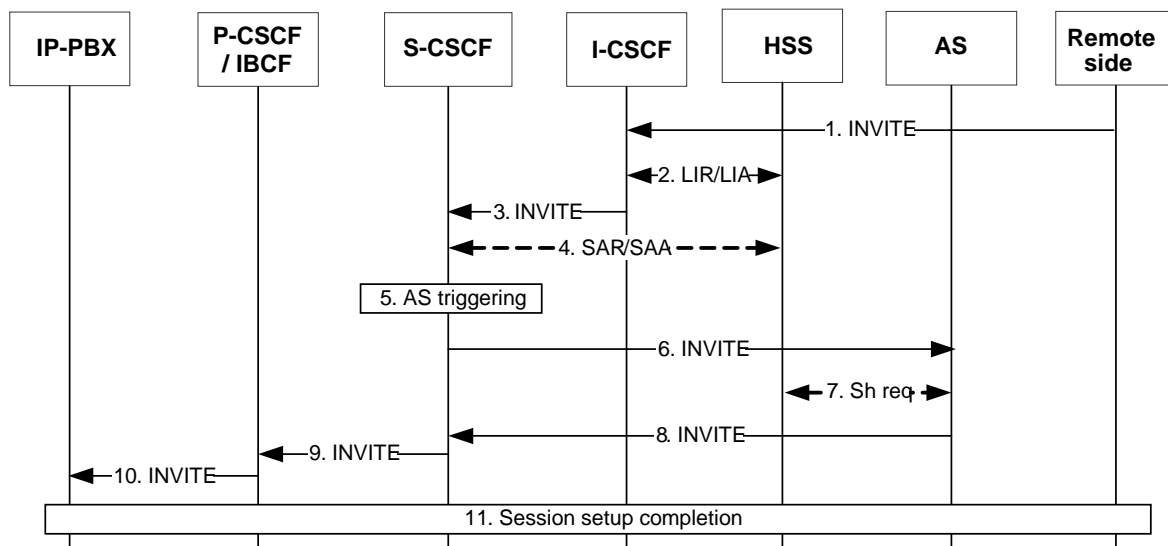 IP-PBX
P-CSCF
/ IBCF
S-CSCF
I-CSCF
HSS
AS
Remote
side
1. INVITE
2. LIR/LIA
3. INVITE
4. SAR/SAA
5. AS triggering
6. INVITE
7. Sh req
8. INVITE
9. INVITE
10. INVITE
11. Session setup completion